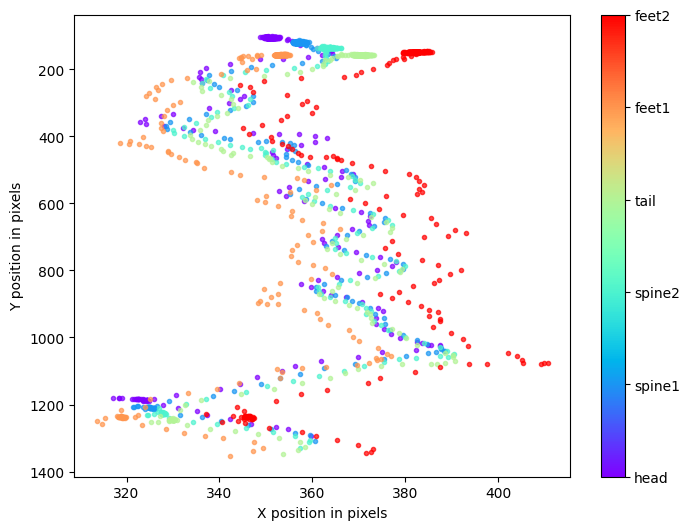 200
400
600
800
1000
1200
1400
Y position in pixels
320
340
360
380
400
X position in pixels
feet2
feet1
tail
spine2
spine1
head